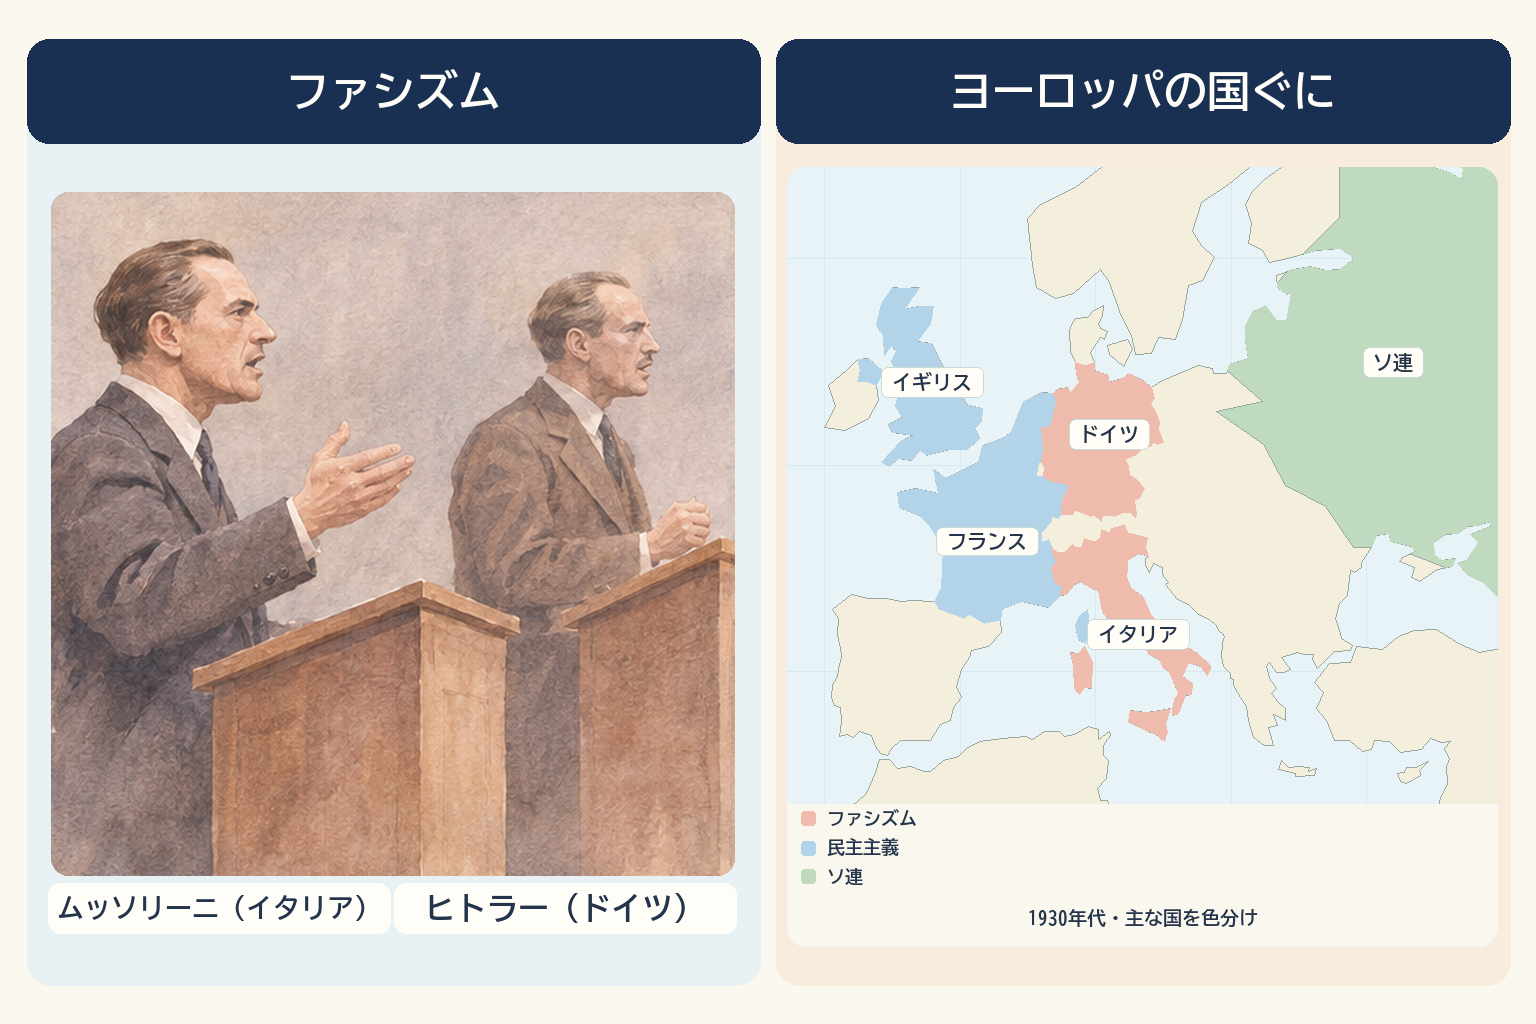 ファシズム
ムッソリーニ（イタリア）
ヒトラー（ドイツ）
ヨーロッパの国ぐに
ソ連
イギリス
ドイツ
フランス
イタリア
ファシズム
民主主義
ソ連
1930年代・主な国を色分け